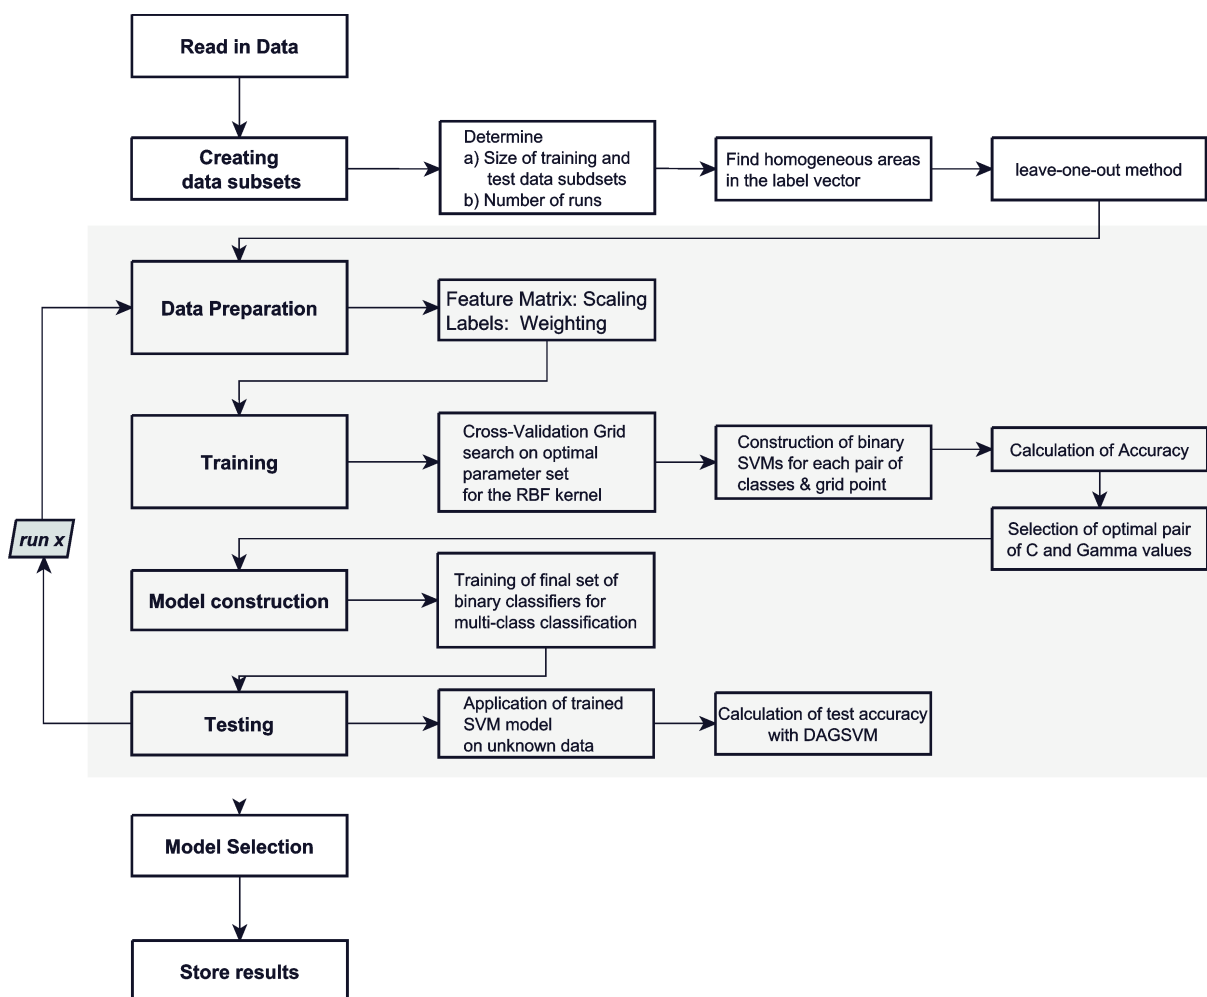 Read in Data
Creating
data subsets
Determine
a) Size of training and
test data subdsets
b) Number of runs
Find homogeneous areas
in the label vector
leave-one-out method
Data Preparation
Feature Matrix: Scaling
Labels: Weighting
Training
Cross-Validation Grid
search on optimal
parameter set
for the RBF kernel
Construction of binary
SVMs for each pair of
classes & grid point
Calculation of Accuracy
Selection of optimal pair
of C and Gamma values
run x
Model construction
Training of final set of
binary classifiers for
multi-class classification
Testing
Application of trained
SVM model
on unknown data
Calculation of test accuracy
with DAGSVM
Model Selection
Store results